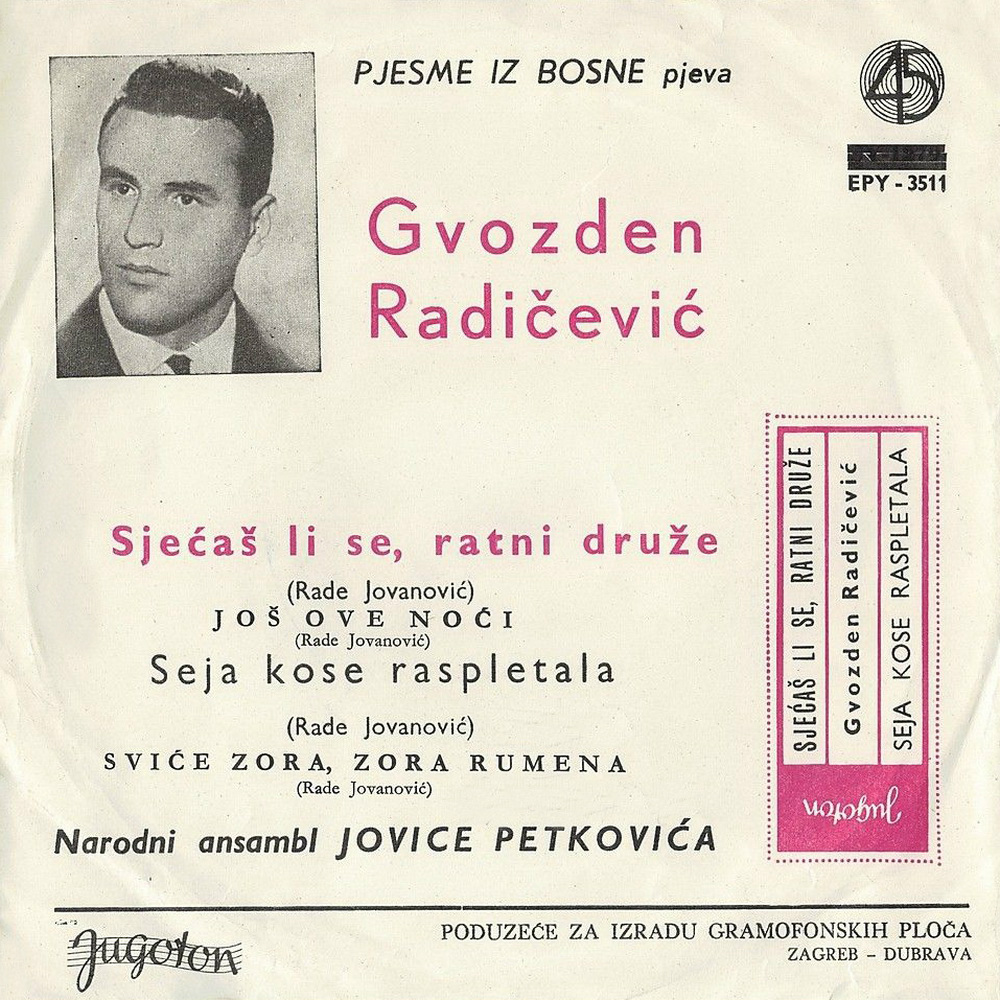 PJESME IZ BOSNE pjeva
45
EPY - 3511
Gvozden
Radičević
Sjećaš li se, ratni druže
(Rade Jovanović)
JOŠ OVE NOĆI
(Rade Jovanović)
Seja kose raspletala
(Rade Jovanović)
SVIĆE ZORA, ZORA RUMENA
(Rade Jovanović)
Narodni ansambl JOVICE PETKOVIĆA
SJEĆAŠ LI SE, RATNI DRUŽE
Gvozden Radičević
SEJA KOSE RASPLETALA
Jugoton
Jugoton
PODUZEĆE ZA IZRADU GRAMOFONSKIH PLOČA
ZAGREB – DUBRAVA